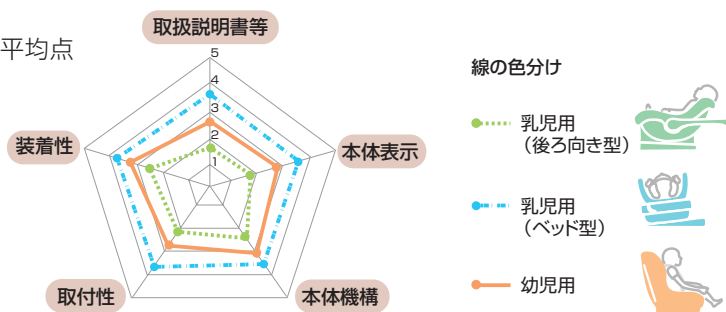 平均点
取扱説明書等
5
4
3
2
1
装着性
本体表示
取付性
本体機構
線の色分け
乳児用
（後ろ向き型）
乳児用
（ベッド型）
幼児用